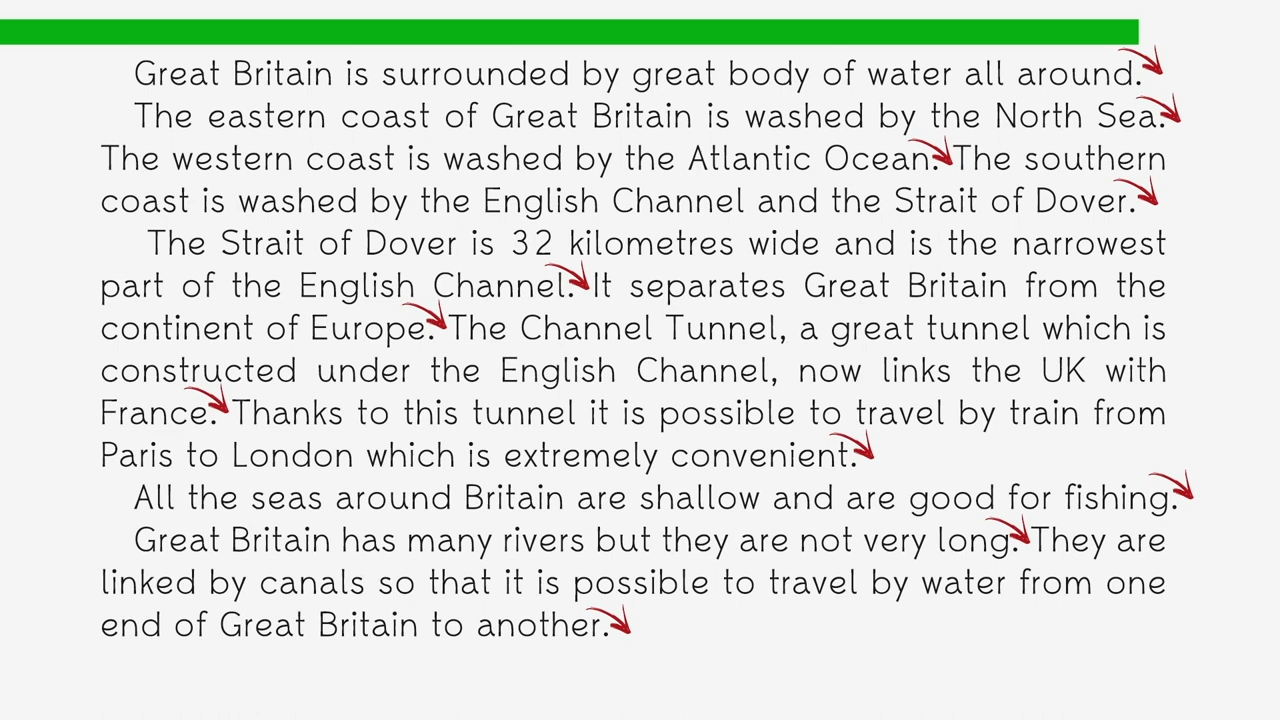 Great Britain is surrounded by great body of water all around.
The eastern coast of Great Britain is washed by the North Sea.
The western coast is washed by the Atlantic Ocean. The southern
coast is washed by the English Channel and the Strait of Dover.
The Strait of Dover is 32 kilometres wide and is the narrowest
part of the English Channel. It separates Great Britain from the
continent of Europe. The Channel Tunnel, a great tunnel which is
constructed under the English Channel, now links the UK with
France. Thanks to this tunnel it is possible to travel by train from
Paris to London which is extremely convenient.
All the seas around Britain are shallow and are good for fishing.
Great Britain has many rivers but they are not very long. They are
linked by canals so that it is possible to travel by water from one
end of Great Britain to another.